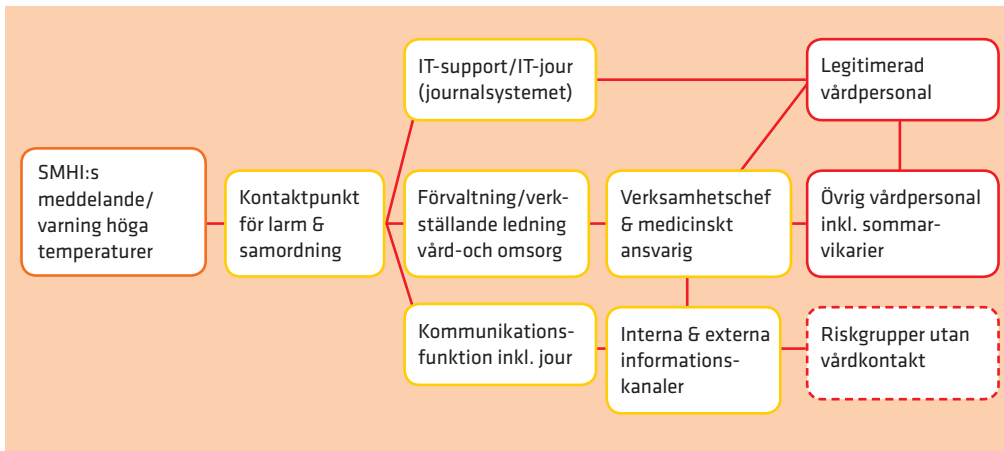 SMHI:s
meddelande/
varning höga
temperaturer
Kontaktpunkt
för larm &
samordning
IT-support/IT-jour
(journalsystemet)
Förvaltning/verk-
ställande ledning
vård-och omsorg
Kommunikations-
funktion inkl. jour
Verksamhetschef
& medicinskt
ansvarig
Interna & externa
informations-
kanaler
Legitimerad
vårdpersonal
Övrig vårdpersonal
inkl. sommar-
vikarier
Riskgrupper utan
vårdkontakt